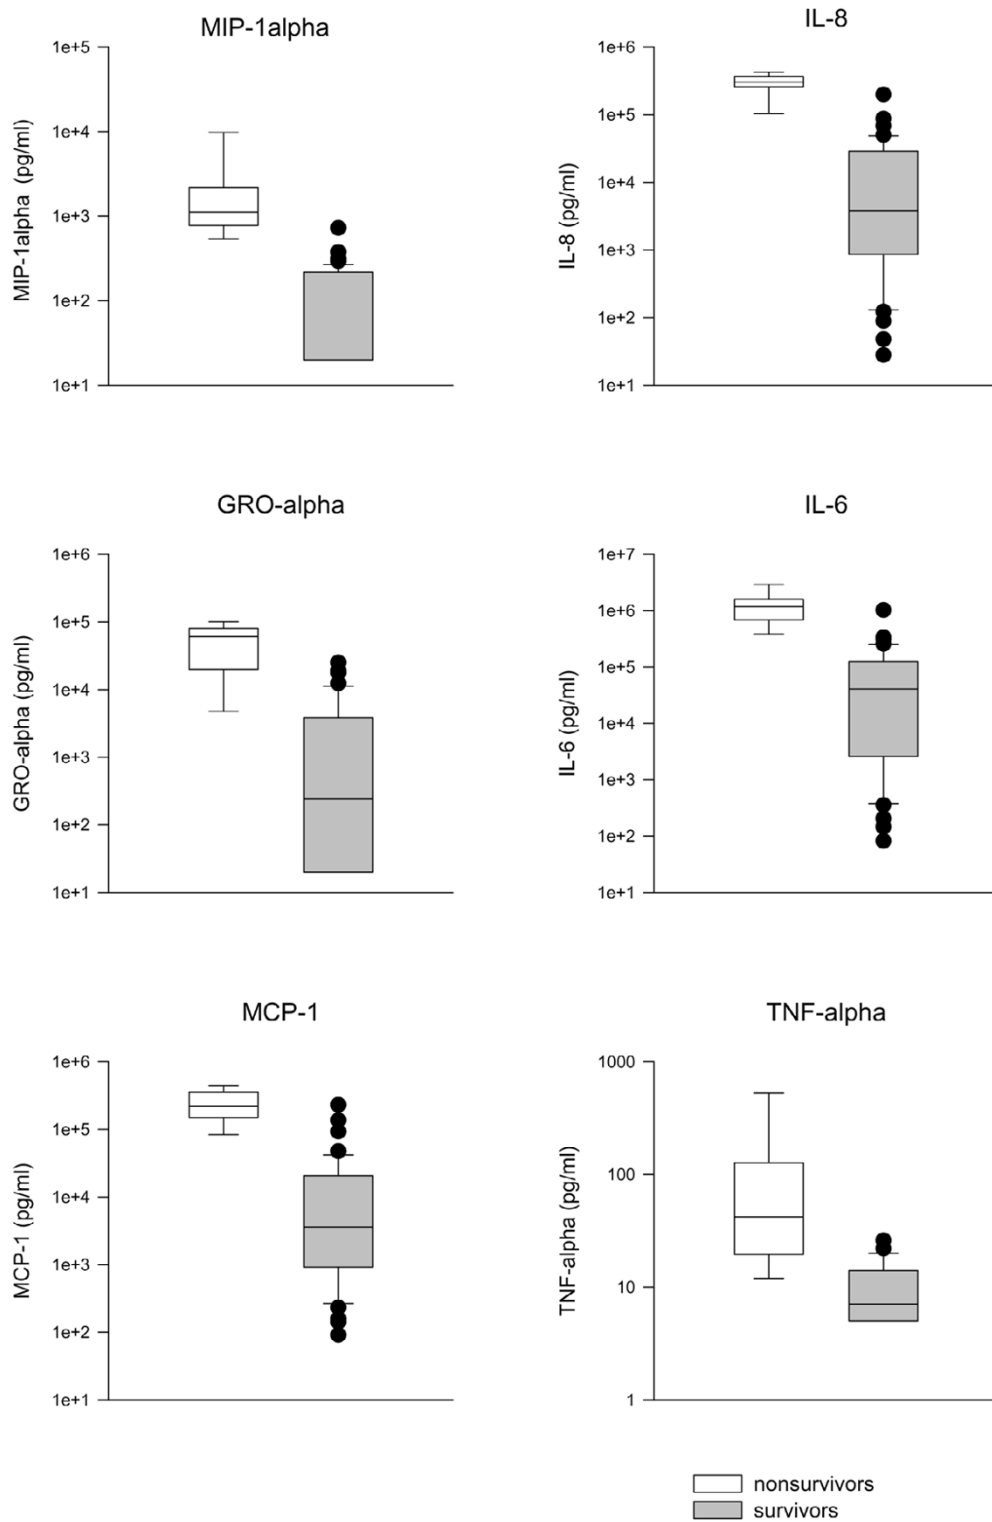 MIP-1alpha
MIP-1alpha (pg/ml)
1e+5
1e+4
1e+3
1e+2
1e+1
IL-8
IL-8 (pg/ml)
1e+6
1e+5
1e+4
1e+3
1e+2
1e+1
GRO-alpha
GRO-alpha (pg/ml)
1e+6
1e+5
1e+4
1e+3
1e+2
1e+1
IL-6
IL-6 (pg/ml)
1e+7
1e+6
1e+5
1e+4
1e+3
1e+2
1e+1
MCP-1
MCP-1 (pg/ml)
1e+6
1e+5
1e+4
1e+3
1e+2
1e+1
TNF-alpha
TNF-alpha (pg/ml)
1000
100
10
1
nonsurvivors
survivors